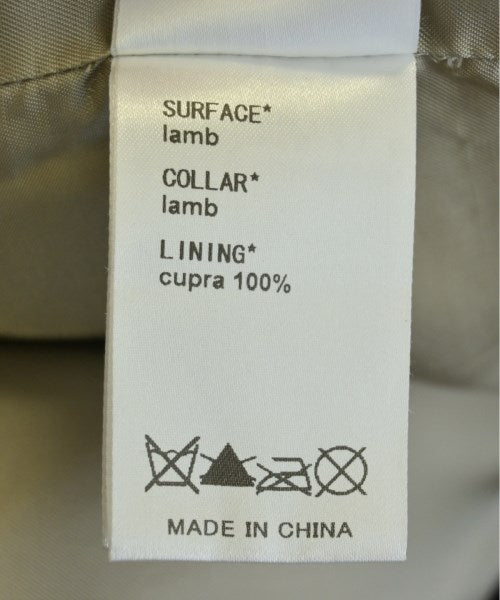 SURFACE*
lamb
COLLAR*
lamb
LINING*
cupra 100%
MADE IN CHINA